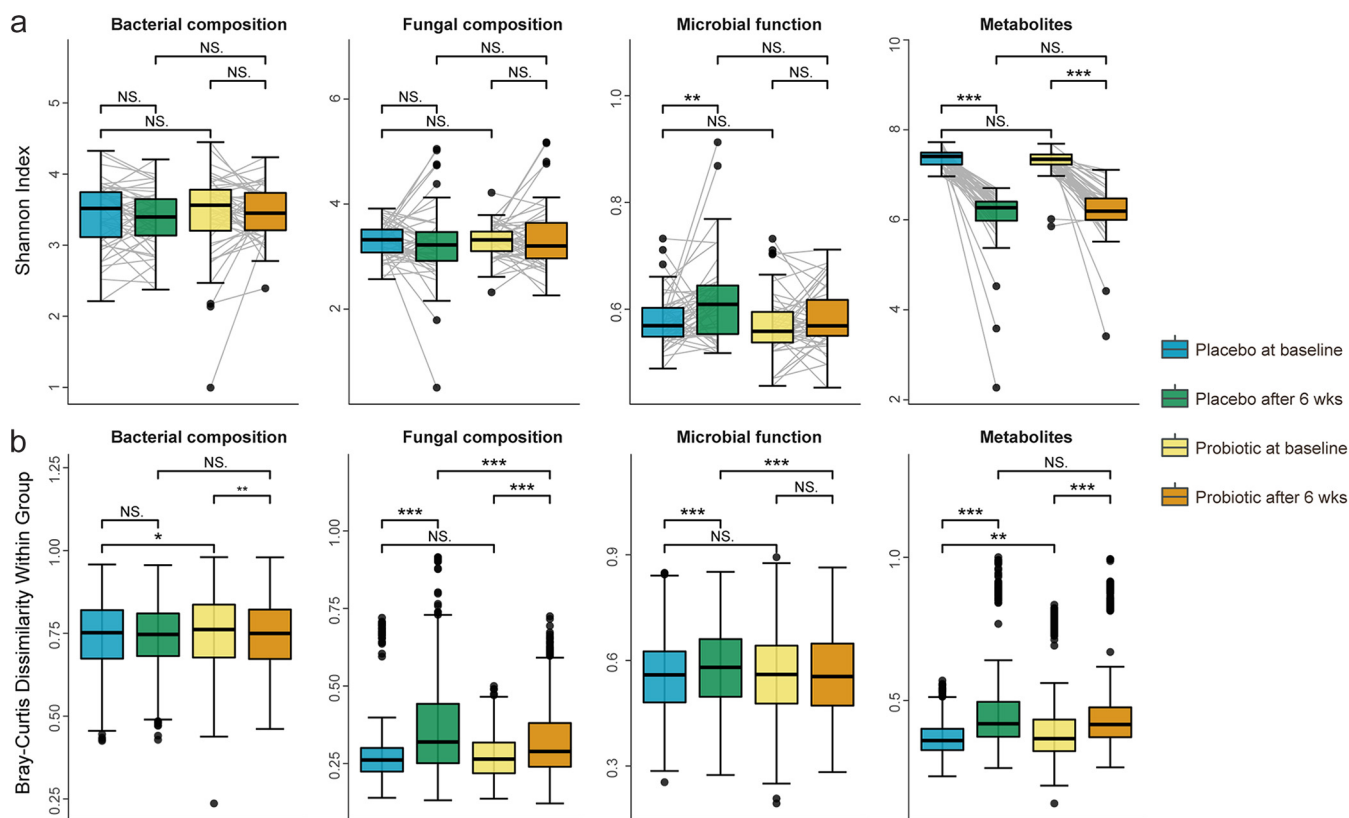 a
Bacterial composition
Fungal composition
Microbial function
Metabolites
Shannon Index
5
4
3
2
1
NS.
NS.
NS.
NS.
6
4
2
NS.
NS.
NS.
NS.
1.0
0.8
0.6
NS.
NS.
**
NS.
10
8
6
4
2
NS.
***
***
NS.
Placebo at baseline
Placebo after 6 wks
Probiotic at baseline
Probiotic after 6 wks
b
Bacterial composition
Fungal composition
Microbial function
Metabolites
Bray-Curtis Dissimilarity Within Group
1.25
1.00
0.75
0.50
0.25
NS.
**
NS.
*
1.00
0.75
0.50
0.25
***
***
***
NS.
0.9
0.6
0.3
***
NS.
***
NS.
1.0
0.5
NS.
***
***
**